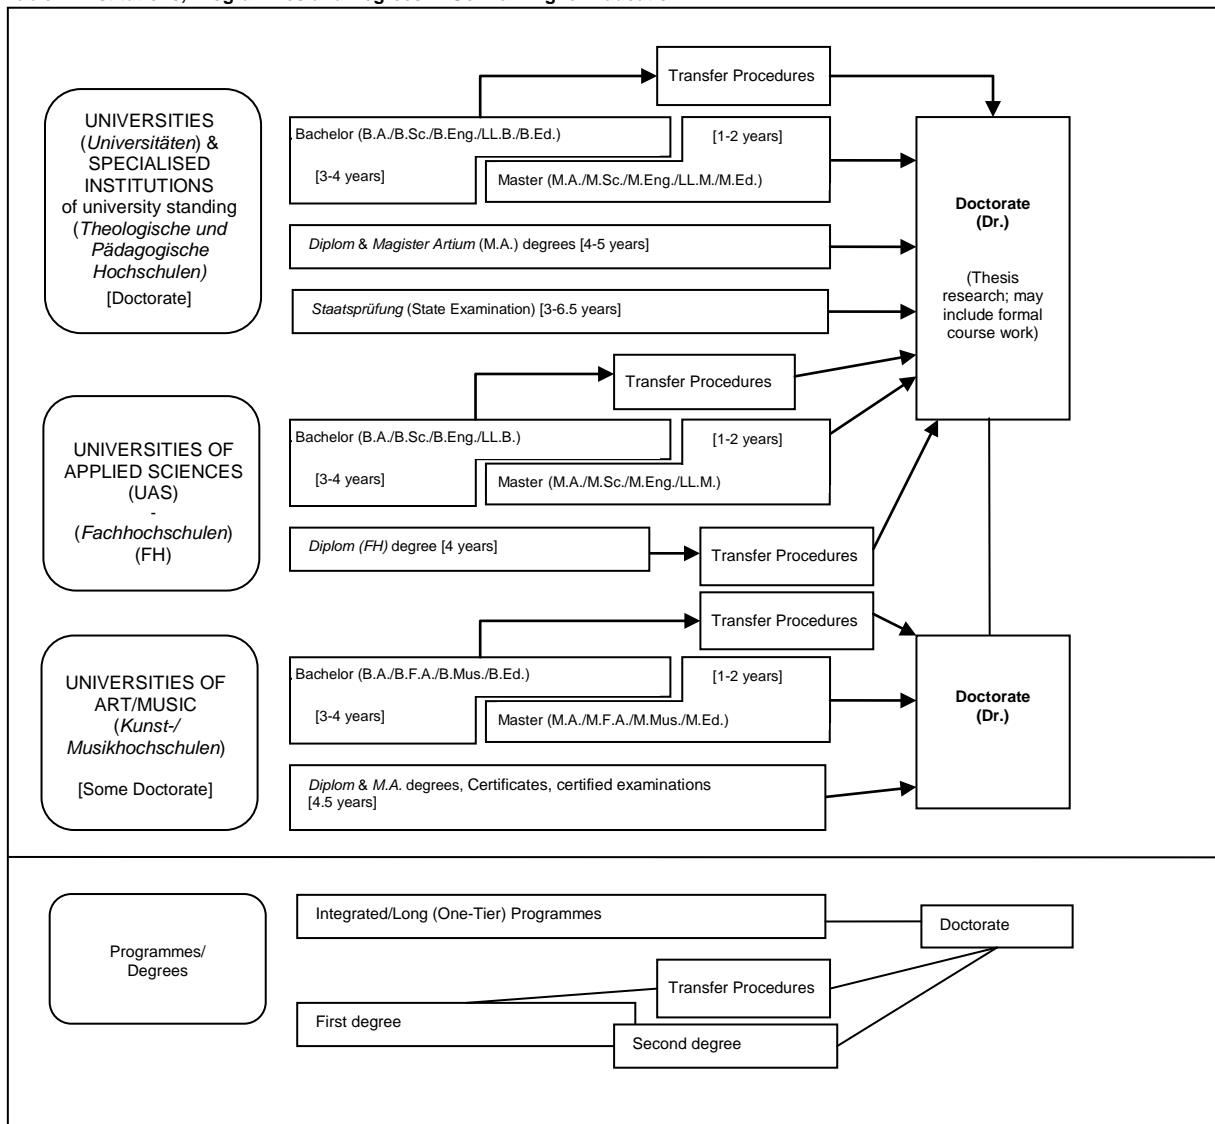 Transfer Procedures
UNIVERSITIES
(Universitäten) &
SPECIALISED
INSTITUTIONS
of university standing
(Theologische und
Pädagogische
Hochschulen)
[Doctorate]
Bachelor (B.A./B.Sc./B.Eng./LL.B./B.Ed.)
[3-4 years]
[1-2 years]
Master (M.A./M.Sc./M.Eng./LL.M./M.Ed.)
Diplom & Magister Artium (M.A.) degrees [4-5 years]
Staatsprüfung (State Examination) [3-6.5 years]
Doctorate
(Dr.)
(Thesis
research; may
include formal
course work)
Transfer Procedures
UNIVERSITIES OF
APPLIED SCIENCES
(UAS)
-
(Fachhochschulen)
(FH)
Bachelor (B.A./B.Sc./B.Eng./LL.B.)
[3-4 years]
[1-2 years]
Master (M.A./M.Sc./M.Eng./LL.M.)
Diplom (FH) degree [4 years]
Transfer Procedures
Transfer Procedures
UNIVERSITIES OF
ART/MUSIC
(Kunst-/
Musikhochschulen)
[Some Doctorate]
Bachelor (B.A./B.F.A./B.Mus./B.Ed.)
[3-4 years]
[1-2 years]
Master (M.A./M.F.A./M.Mus./M.Ed.)
Diplom & M.A. degrees, Certificates, certified examinations
[4.5 years]
Doctorate
(Dr.)
Programmes/
Degrees
Integrated/Long (One-Tier) Programmes
Doctorate
Transfer Procedures
First degree
Second degree